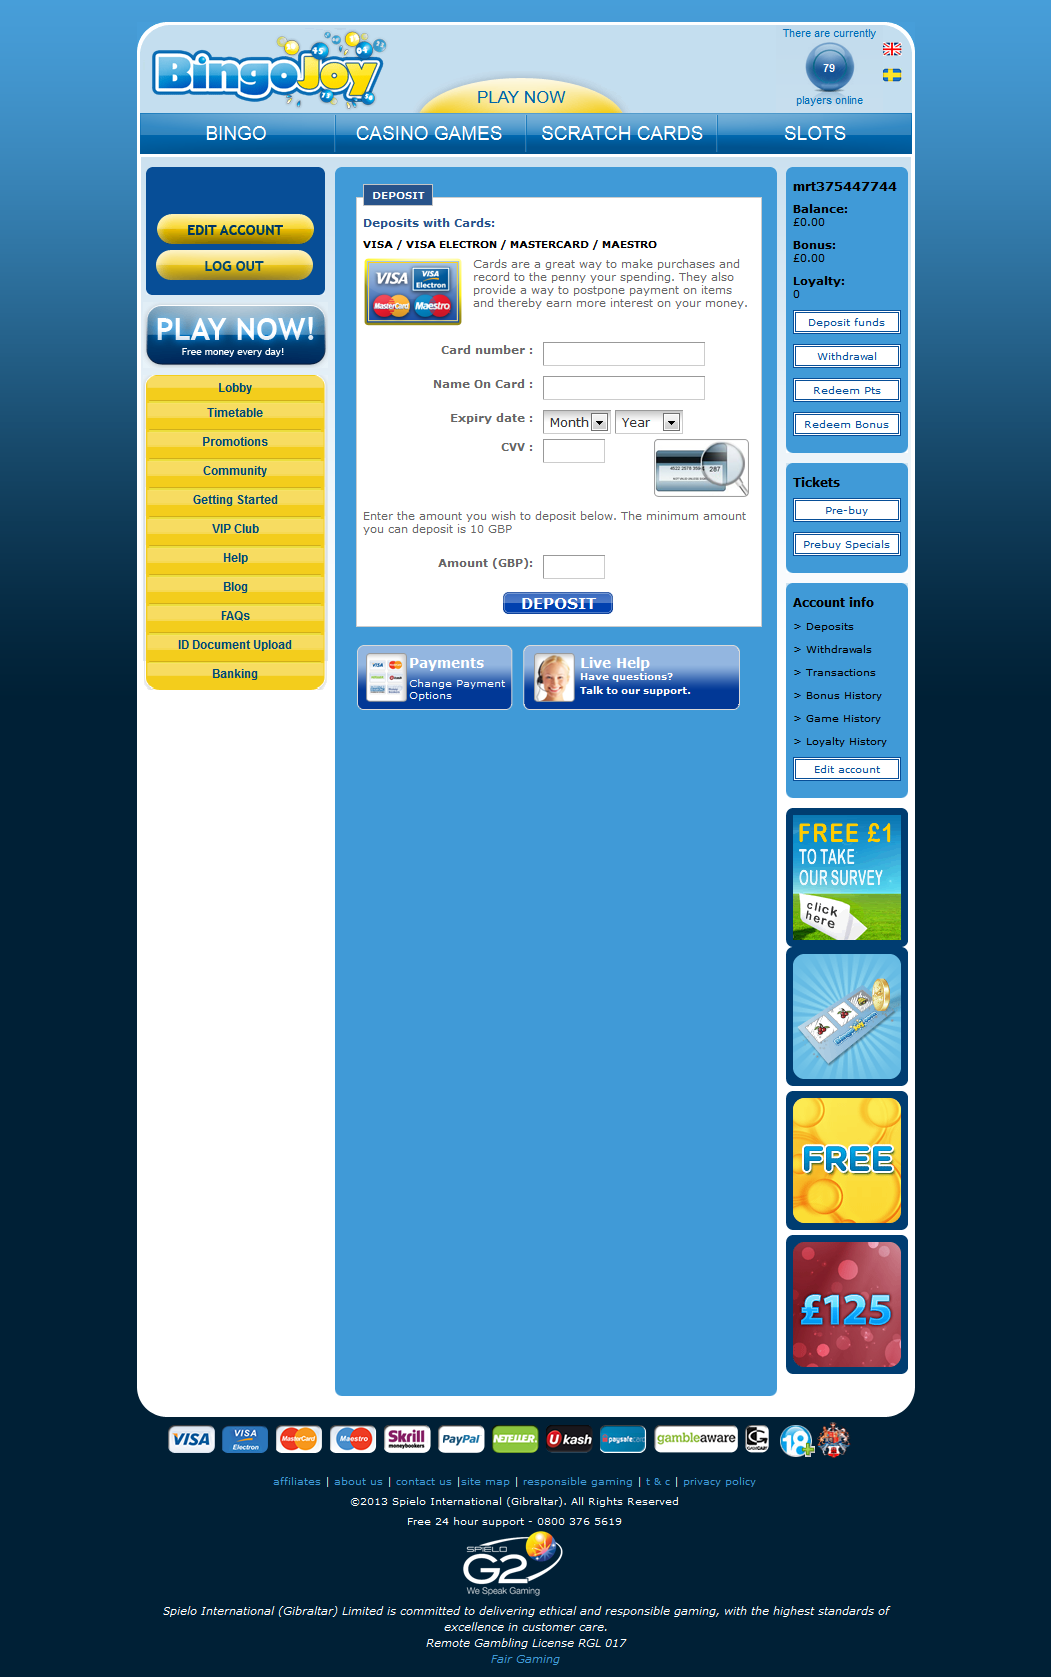 BingoJoy
There are currently
79
players online
PLAY NOW
BINGO
CASINO GAMES
SCRATCH CARDS
SLOTS
EDIT ACCOUNT
LOG OUT
PLAY NOW!
Free money every day!
Lobby
Timetable
Promotions
Community
Getting Started
VIP Club
Help
Blog
FAQs
ID Document Upload
Banking
DEPOSIT
Deposits with Cards:
VISA / VISA ELECTRON / MASTERCARD / MAESTRO
VISA
VISA Electron
MasterCard
Maestro
Cards are a great way to make purchases and
record to the penny your spending. They also
provide a way to postpone payment on items
and thereby earn more interest on your money.
Card number :
Name On Card :
Expiry date :
Month
Year
CVV :
287
Enter the amount you wish to deposit below. The minimum amount
you can deposit is 10 GBP
Amount (GBP):
DEPOSIT
Payments
Change Payment
Options
Live Help
Have questions?
Talk to our support.
mrt375447744
Balance:
£0.00
Bonus:
£0.00
Loyalty:
0
Deposit funds
Withdrawal
Redeem Pts
Redeem Bonus
Tickets
Pre-buy
Prebuy Specials
Account info
> Deposits
> Withdrawals
> Transactions
> Bonus History
> Game History
> Loyalty History
Edit account
FREE £1
TO TAKE
OUR SURVEY
click
here
FREE
£125
VISA
VISA Electron
MasterCard
Maestro
Skrill moneybookers
PayPal
NETELLER
Ukash
paysafecard
gambleaware
18+
affiliates | about us | contact us |site map | responsible gaming | t & c | privacy policy
©2013 Spielo International (Gibraltar). All Rights Reserved
Free 24 hour support - 0800 376 5619
SPIELO
G2
We Speak Gaming
Spielo International (Gibraltar) Limited is committed to delivering ethical and responsible gaming, with the highest standards of
excellence in customer care.
Remote Gambling License RGL 017
Fair Gaming